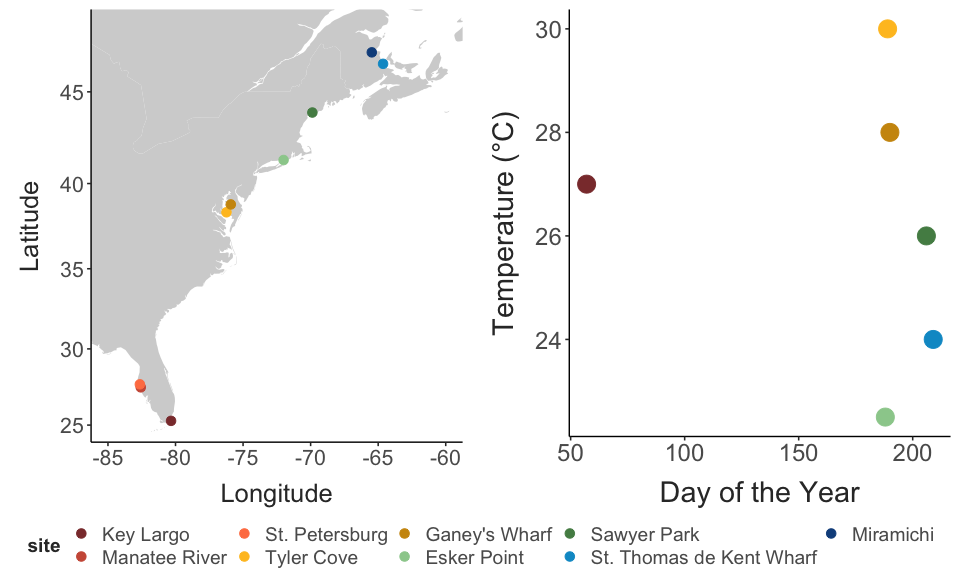 45
40
35
30
25
-85 -80 -75 -70 -65 -60
Latitude
Longitude
30
28
26
24
50 100 150 200
Temperature (°C)
Day of the Year
site
Key Largo St. Petersburg Ganey's Wharf Sawyer Park Miramichi
Manatee River Tyler Cove Esker Point St. Thomas de Kent Wharf